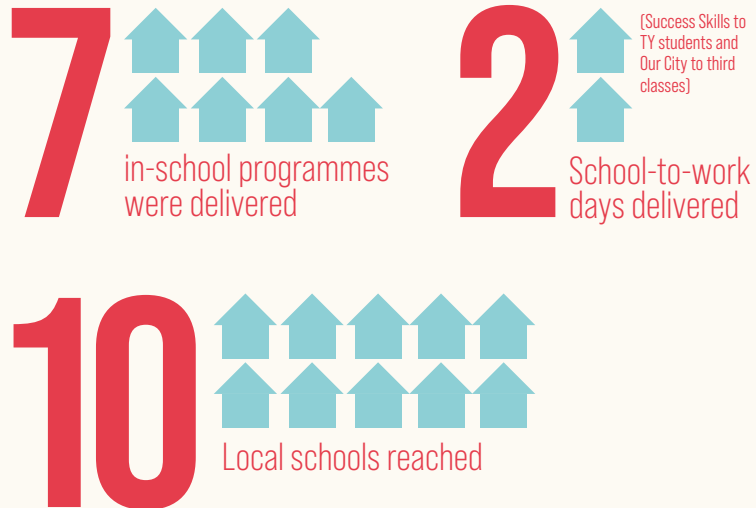 7
in-school programmes
were delivered
2
(Success Skills to
TY students and
Our City to third
classes)
School-to-work
days delivered
10
Local schools reached